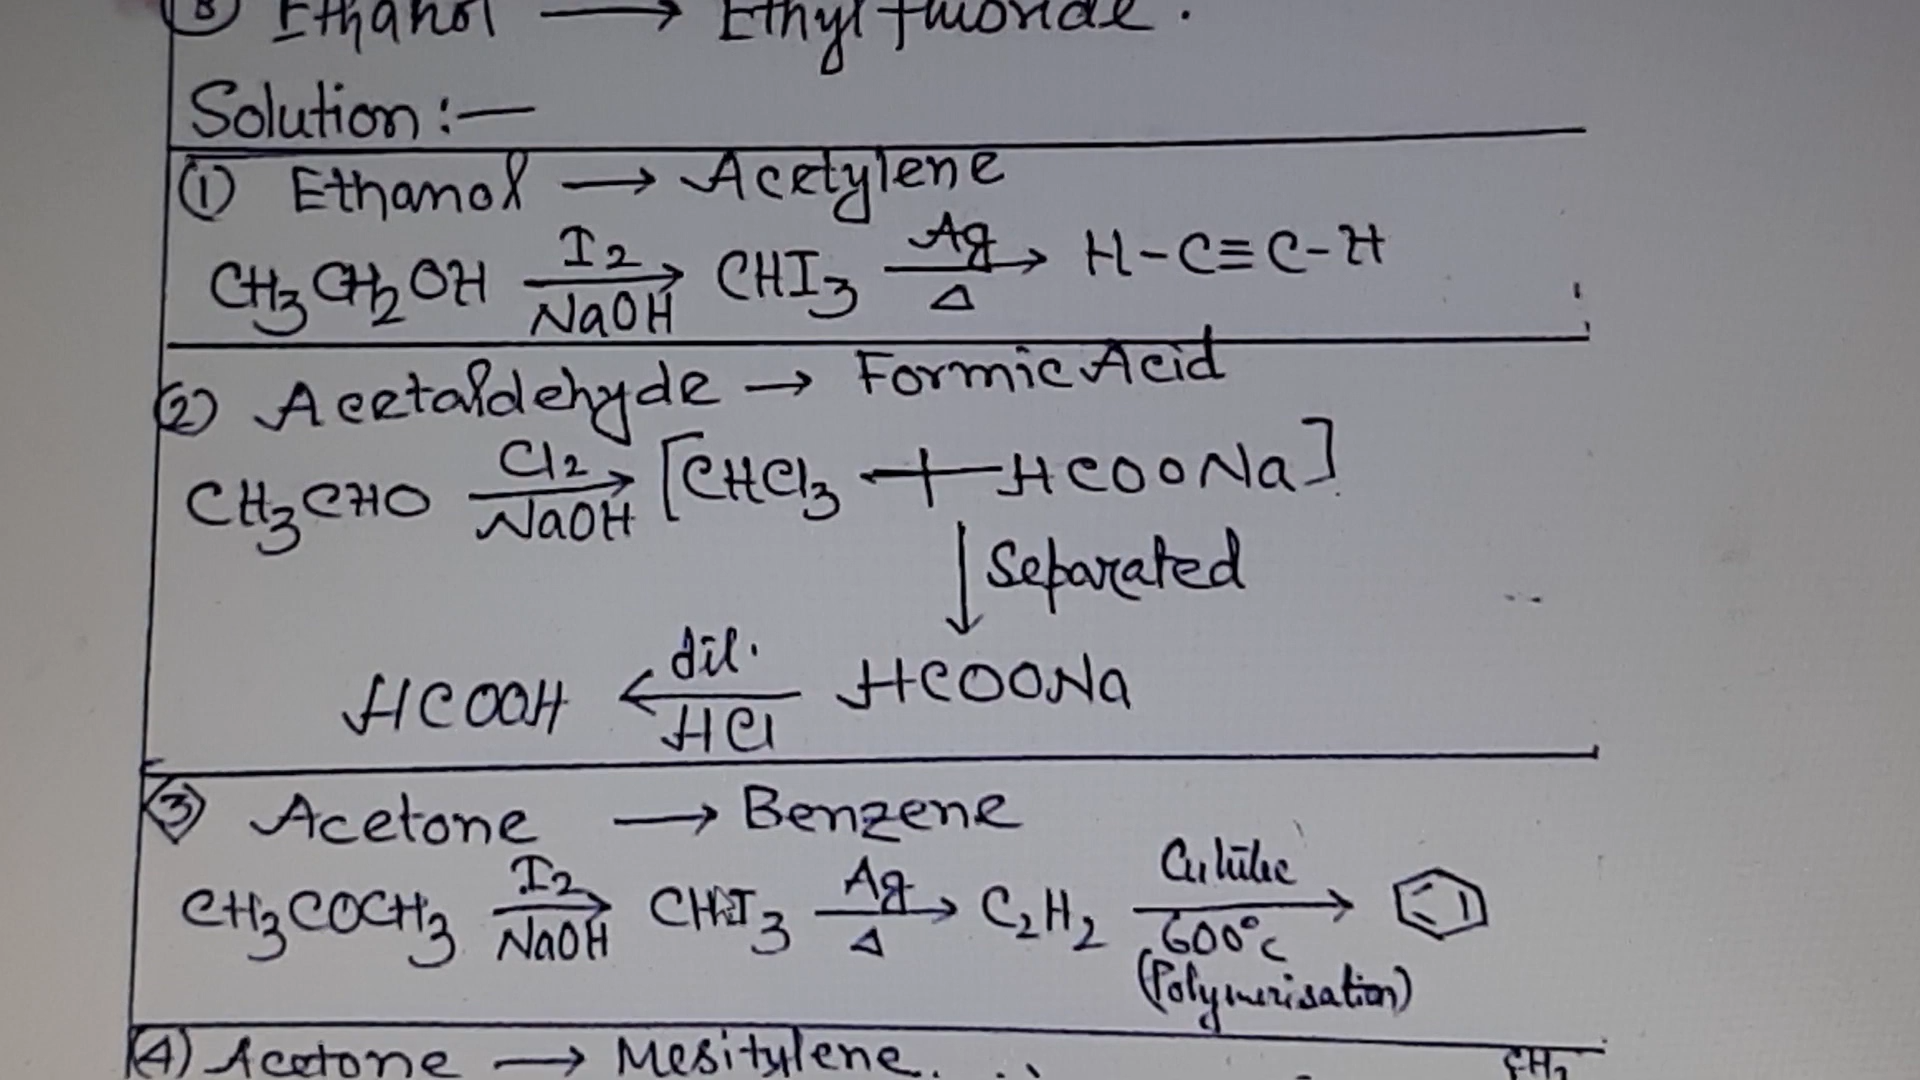 (8) Ethanol ⟶ Ethyl fluoride.
Solution :—
① Ethanol ⟶ Acetylene
CH₃CH₂OH —I₂/NaOH→ CHI₃ —Ag/Δ→ H-C≡C-H
② Acetaldehyde → Formic Acid
CH₃CHO —Cl₂/NaOH→ [CHCl₃ + HCOONa]
↓ Separated
HCOOH ←dil./HCl— HCOONa
③ Acetone ⟶ Benzene
CH₃COCH₃ —I₂/NaOH→ CHI₃ —Ag/Δ→ C₂H₂ —Cu tube/600°c→
(Polymerisation)
(4) Acetone ⟶ Mesitylene.
CH₃